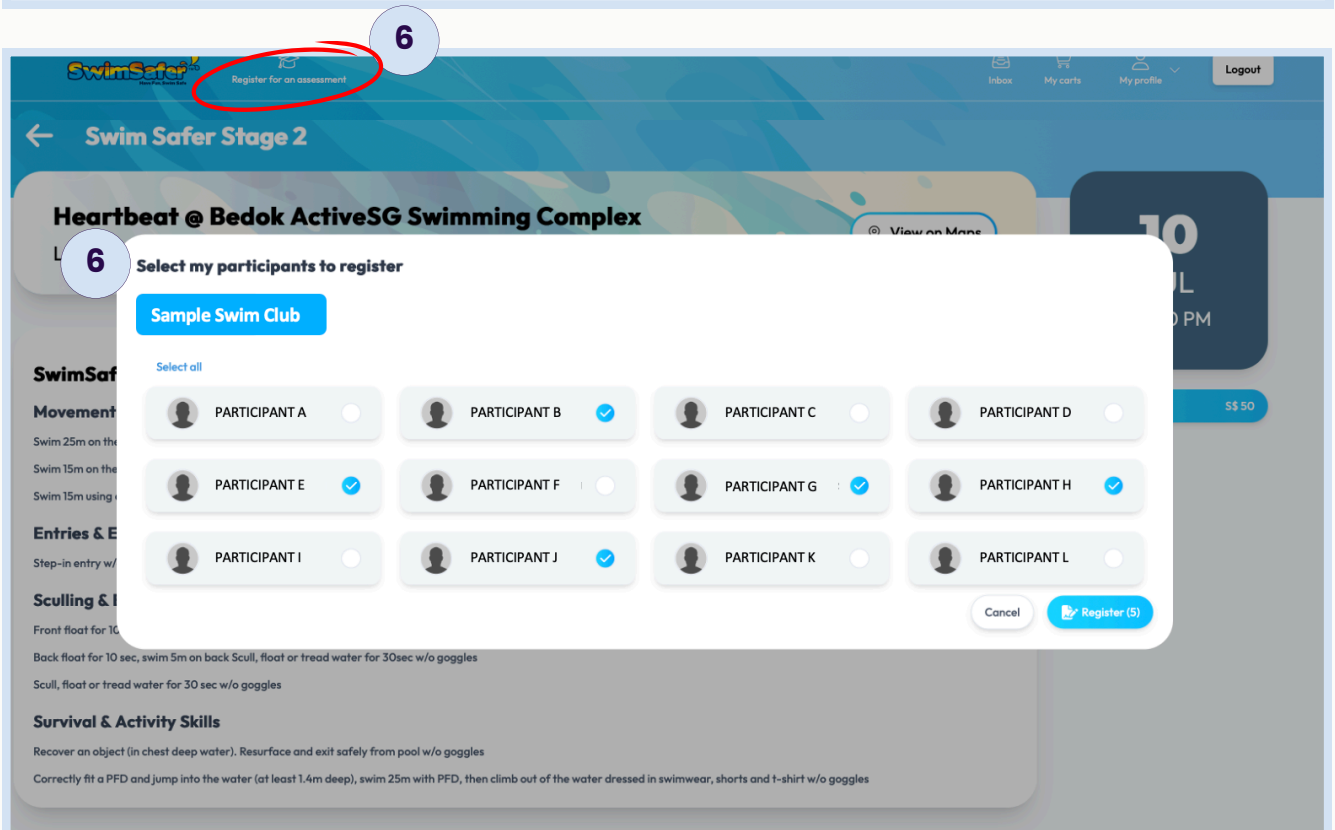 6
SwimSafer
Register for an assessment
Inbox
My carts
My profile
Logout
Swim Safer Stage 2
Heartbeat @ Bedok ActiveSG Swimming Complex
View on Maps
10
PM
S$ 50
6
Select my participants to register
Sample Swim Club
Select all
PARTICIPANT A
PARTICIPANT B
PARTICIPANT C
PARTICIPANT D
PARTICIPANT E
PARTICIPANT F
PARTICIPANT G
PARTICIPANT H
PARTICIPANT I
PARTICIPANT J
PARTICIPANT K
PARTICIPANT L
Cancel
Register (5)
SwimSaf
Movement
Swim 25m on the
Swim 15m on the
Swim 15m using
Entries & E
Step-in entry w/
Sculling &
Front float for 10
Back float for 10 sec, swim 5m on back Scull, float or tread water for 30sec w/o goggles
Scull, float or tread water for 30 sec w/o goggles
Survival & Activity Skills
Recover an object (in chest deep water). Resurface and exit safely from pool w/o goggles
Correctly fit a PFD and jump into the water (at least 1.4m deep), swim 25m with PFD, then climb out of the water dressed in swimwear, shorts and t-shirt w/o goggles